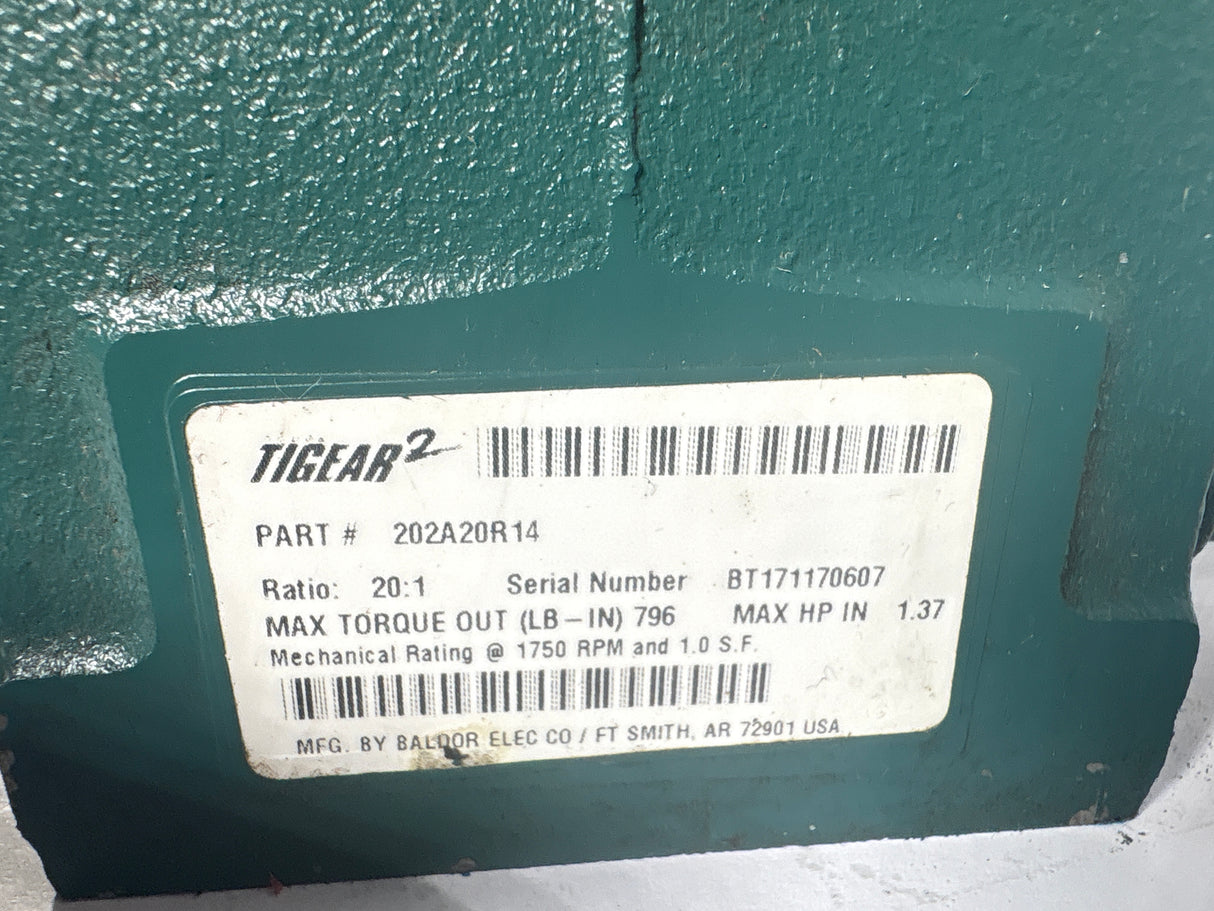 TIGEAR2
PART # 202A20R14
Ratio: 20:1 Serial Number BT171170607
MAX TORQUE OUT (LB-IN) 796 MAX HP IN 1.37
Mechanical Rating @ 1750 RPM and 1.0 S.F.
MFG. BY BALDOR ELEC CO / FT SMITH, AR 72901 USA